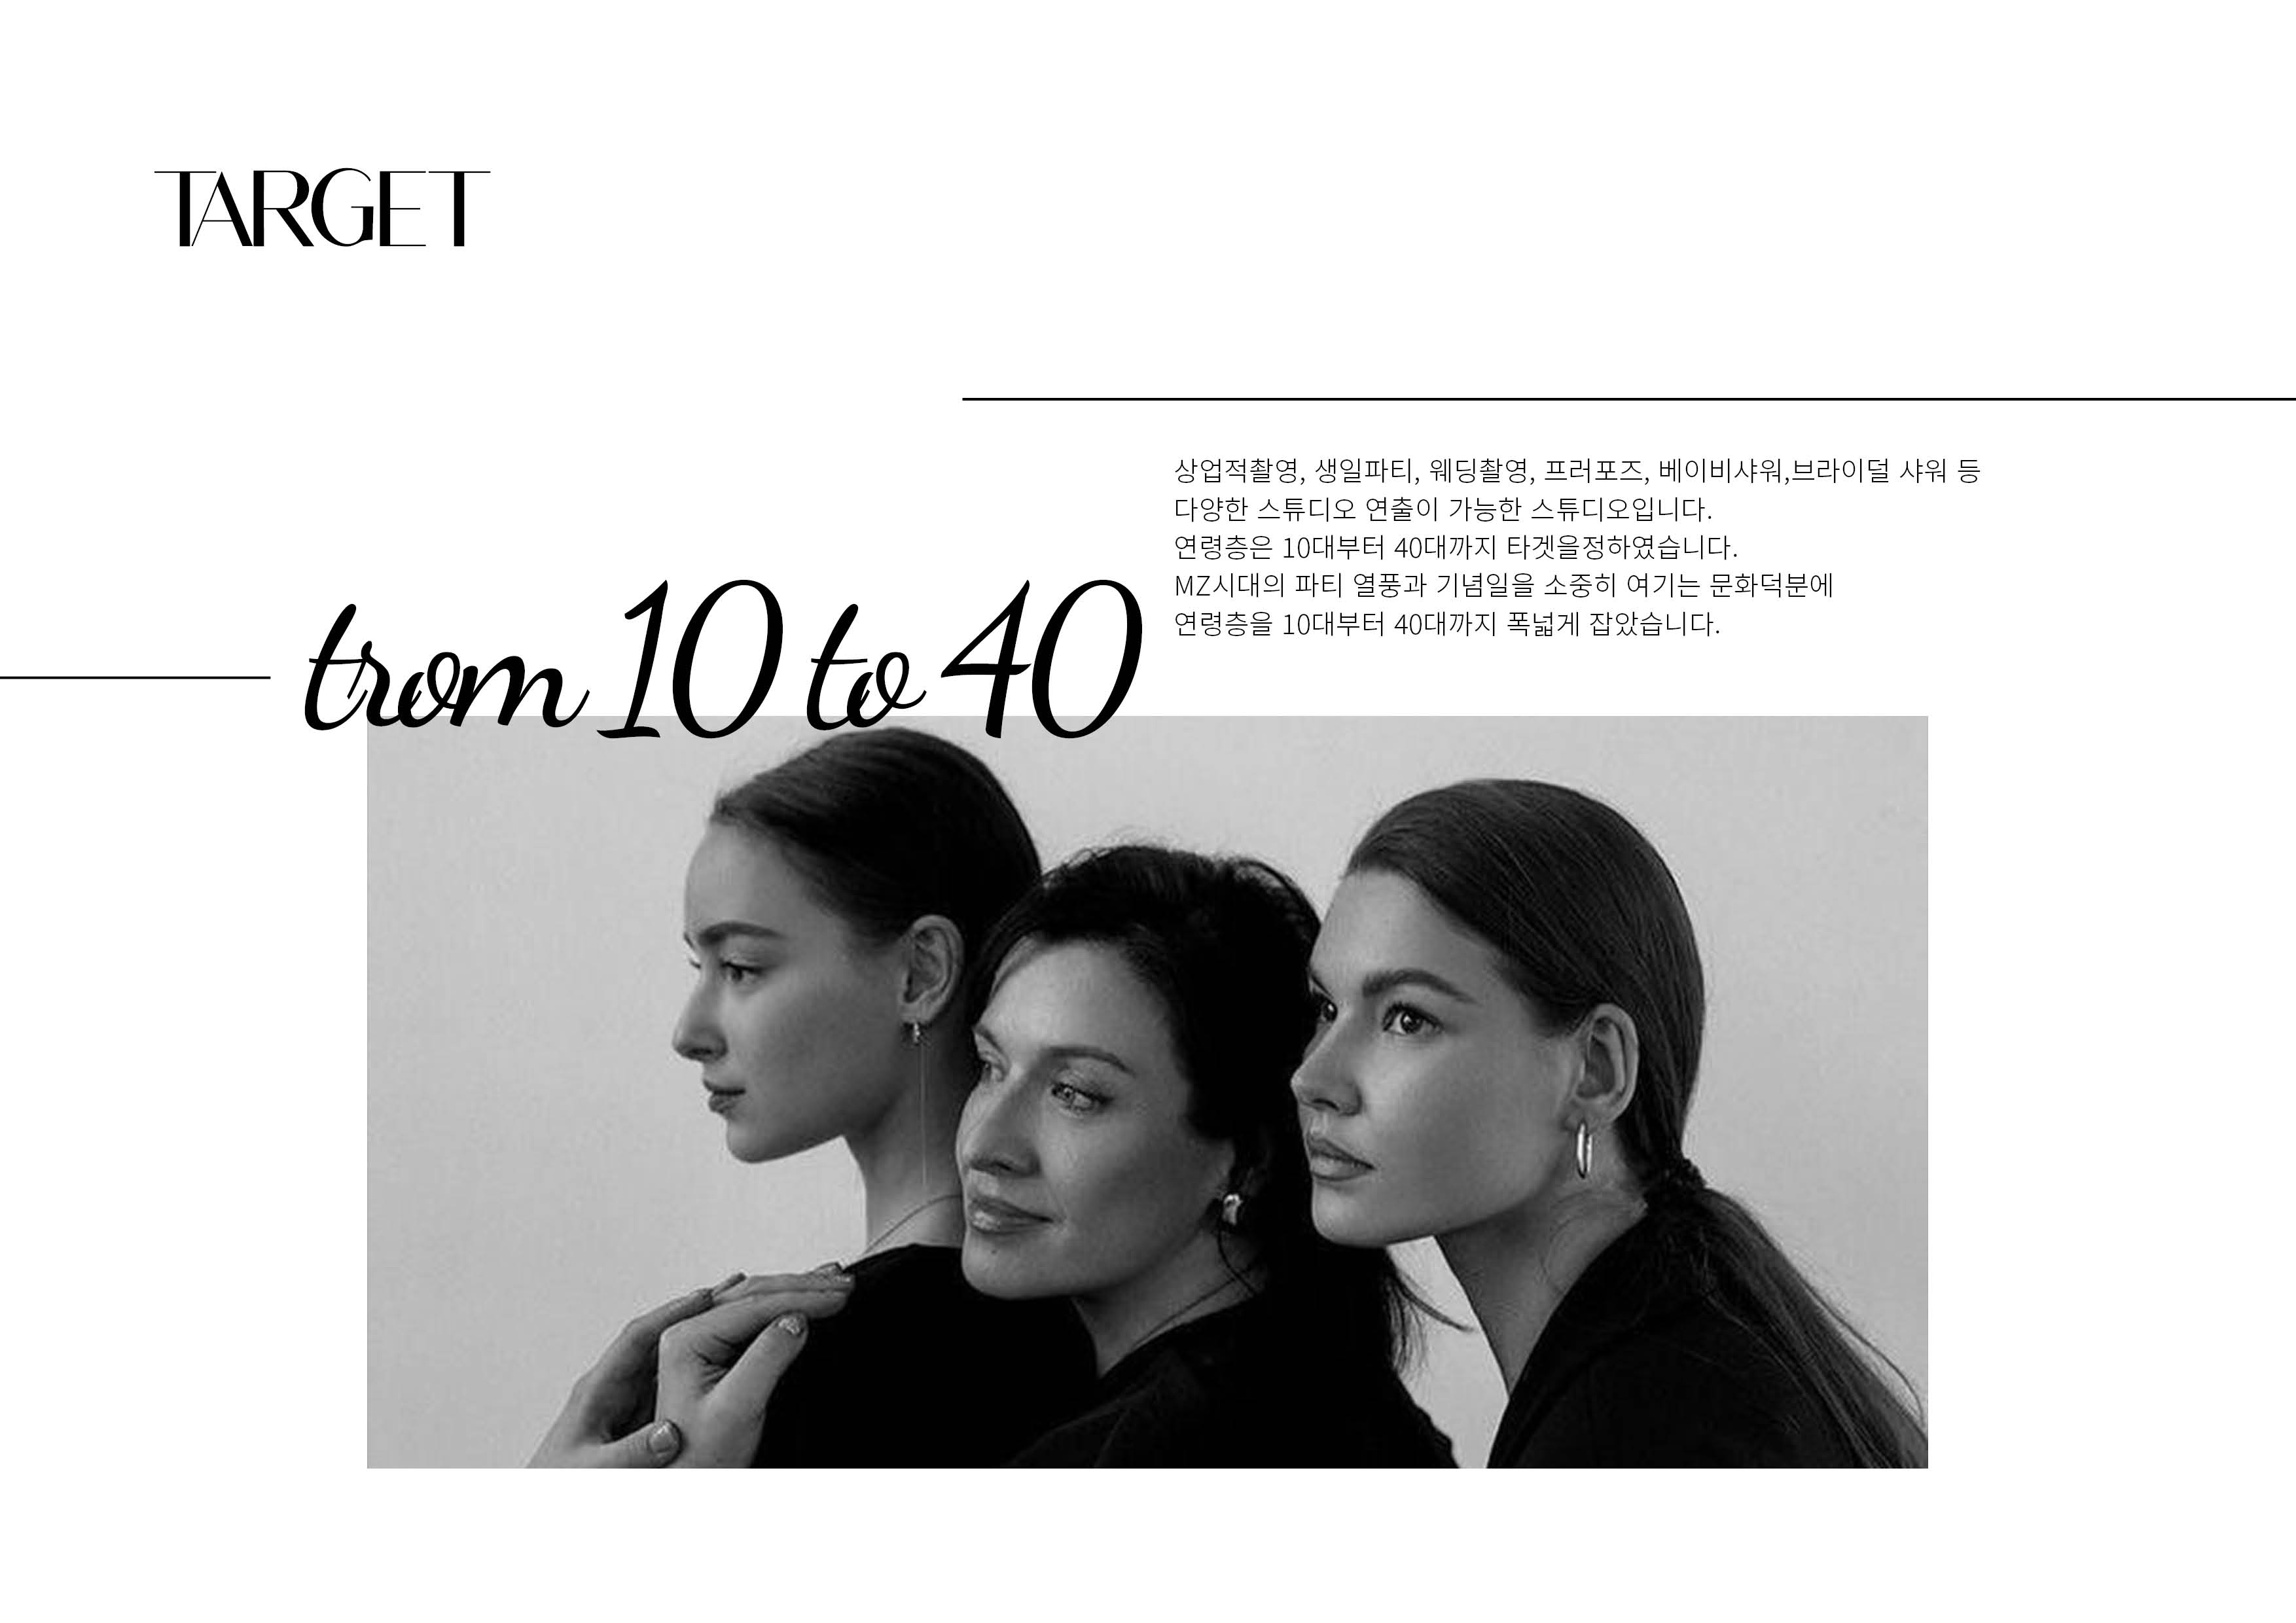 TARGET
상업적촬영, 생일파티, 웨딩촬영, 프러포즈, 베이비샤워,브라이덜 샤워 등
다양한 스튜디오 연출이 가능한 스튜디오입니다.
연령층은 10대부터 40대까지 타겟을정하였습니다.
MZ시대의 파티 열풍과 기념일을 소중히 여기는 문화덕분에
연령층을 10대부터 40대까지 폭넓게 잡았습니다.
from 10 to 40